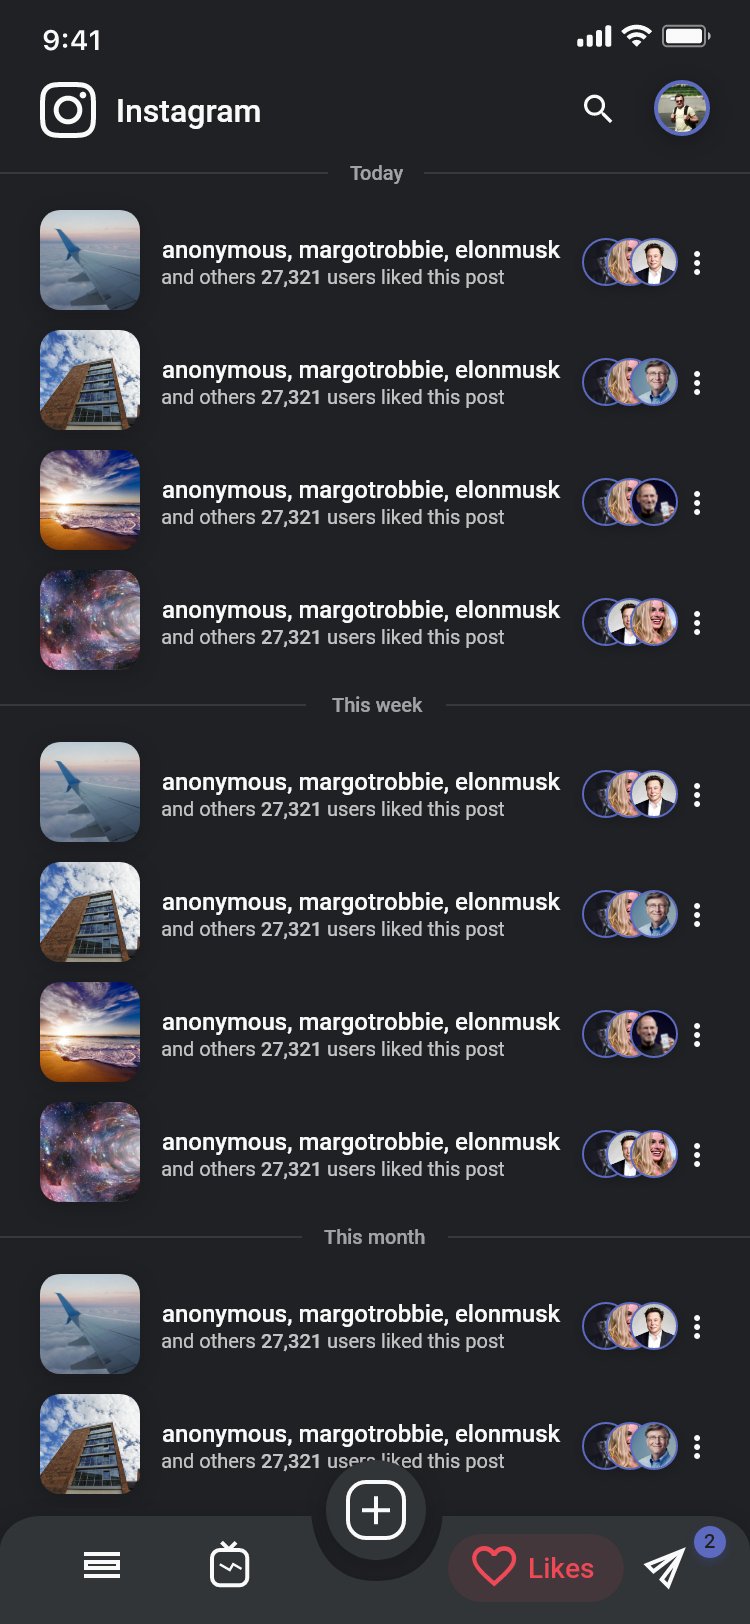 9:41
Instagram
Today
anonymous, margotrobbie, elonmusk
and others 27,321 users liked this post
anonymous, margotrobbie, elonmusk
and others 27,321 users liked this post
anonymous, margotrobbie, elonmusk
and others 27,321 users liked this post
anonymous, margotrobbie, elonmusk
and others 27,321 users liked this post
This week
anonymous, margotrobbie, elonmusk
and others 27,321 users liked this post
anonymous, margotrobbie, elonmusk
and others 27,321 users liked this post
anonymous, margotrobbie, elonmusk
and others 27,321 users liked this post
anonymous, margotrobbie, elonmusk
and others 27,321 users liked this post
This month
anonymous, margotrobbie, elonmusk
and others 27,321 users liked this post
anonymous, margotrobbie, elonmusk
and others 27,321 users liked this post
2
Likes